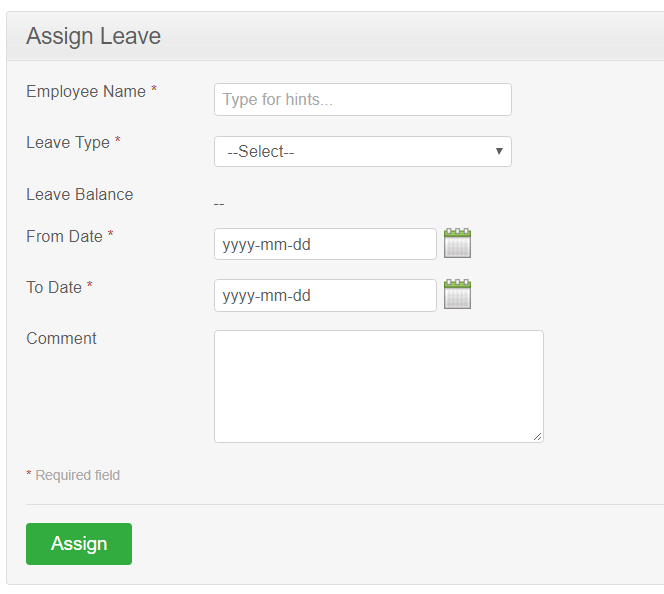 Assign Leave
Employee Name * Type for hints...
Leave Type * --Select--
Leave Balance --
From Date * yyyy-mm-dd
To Date * yyyy-mm-dd
Comment
* Required field
Assign